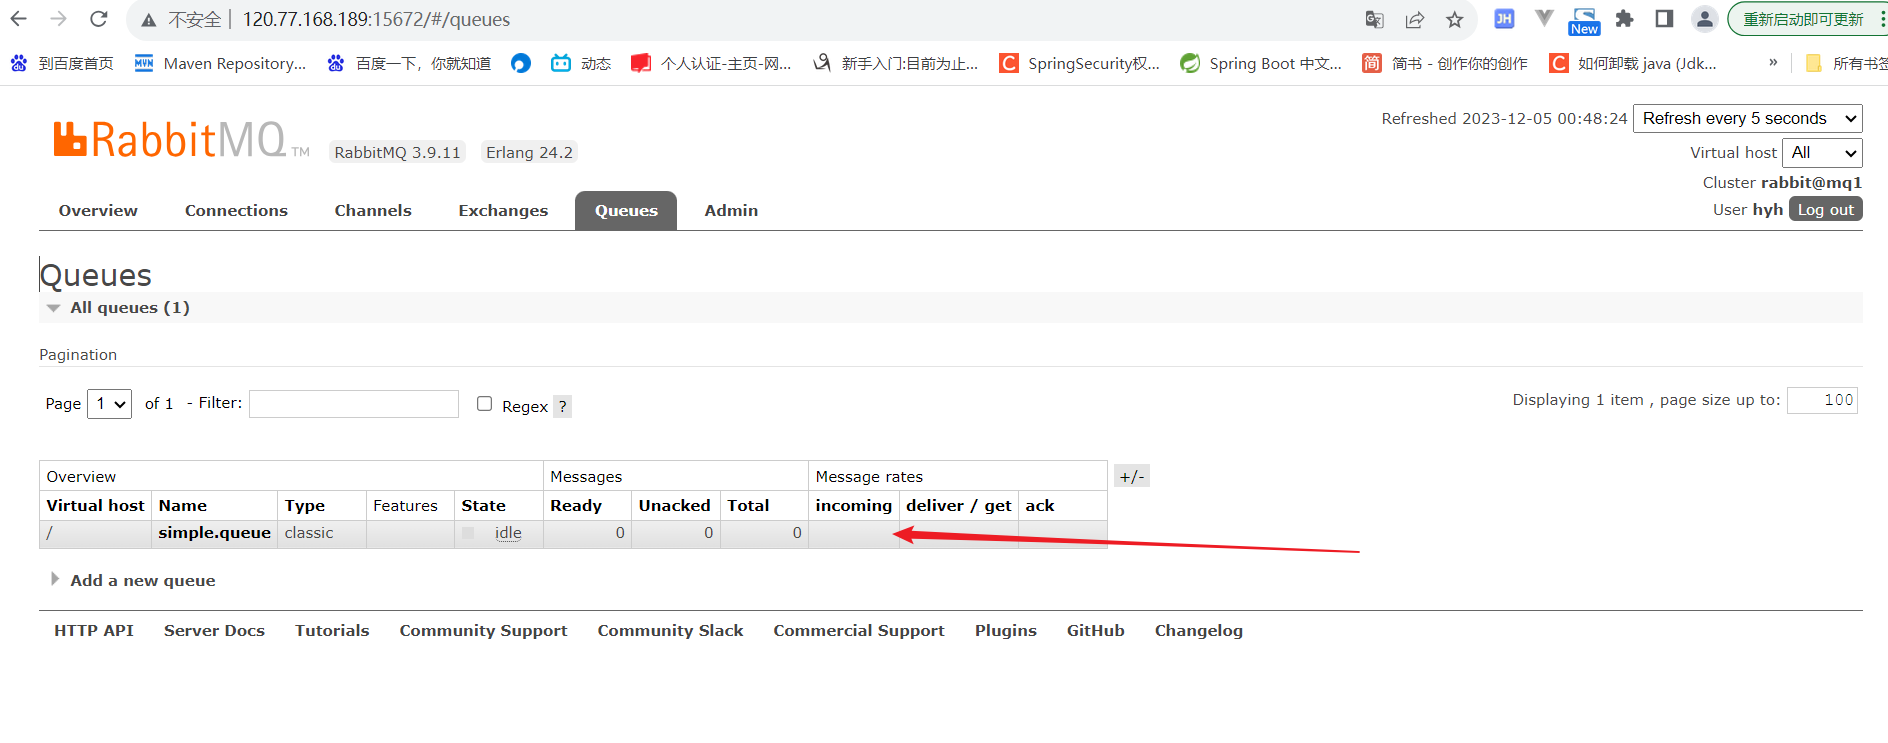 不安全 120.77.168.189:15672/#/queues JH New 重新启动即可更新
到百度首页 Maven Repository... 百度一下，你就知道 动态 个人认证-主页-网... 新手入门:目前为止... SpringSecurity权... Spring Boot 中文... 简书 - 创作你的创作 如何卸载 java (Jdk... » 所有书签
RabbitMQ TM RabbitMQ 3.9.11 Erlang 24.2
Refreshed 2023-12-05 00:48:24 Refresh every 5 seconds
Virtual host All
Cluster rabbit@mq1
User hyh Log out
Overview Connections Channels Exchanges Queues Admin
Queues
All queues (1)
Pagination
Page 1 of 1 - Filter: Regex ? Displaying 1 item , page size up to: 100
Overview Messages Message rates +/-
Virtual host Name Type Features State Ready Unacked Total incoming deliver / get ack
/ simple.queue classic idle 0 0 0
Add a new queue
HTTP API Server Docs Tutorials Community Support Community Slack Commercial Support Plugins GitHub Changelog